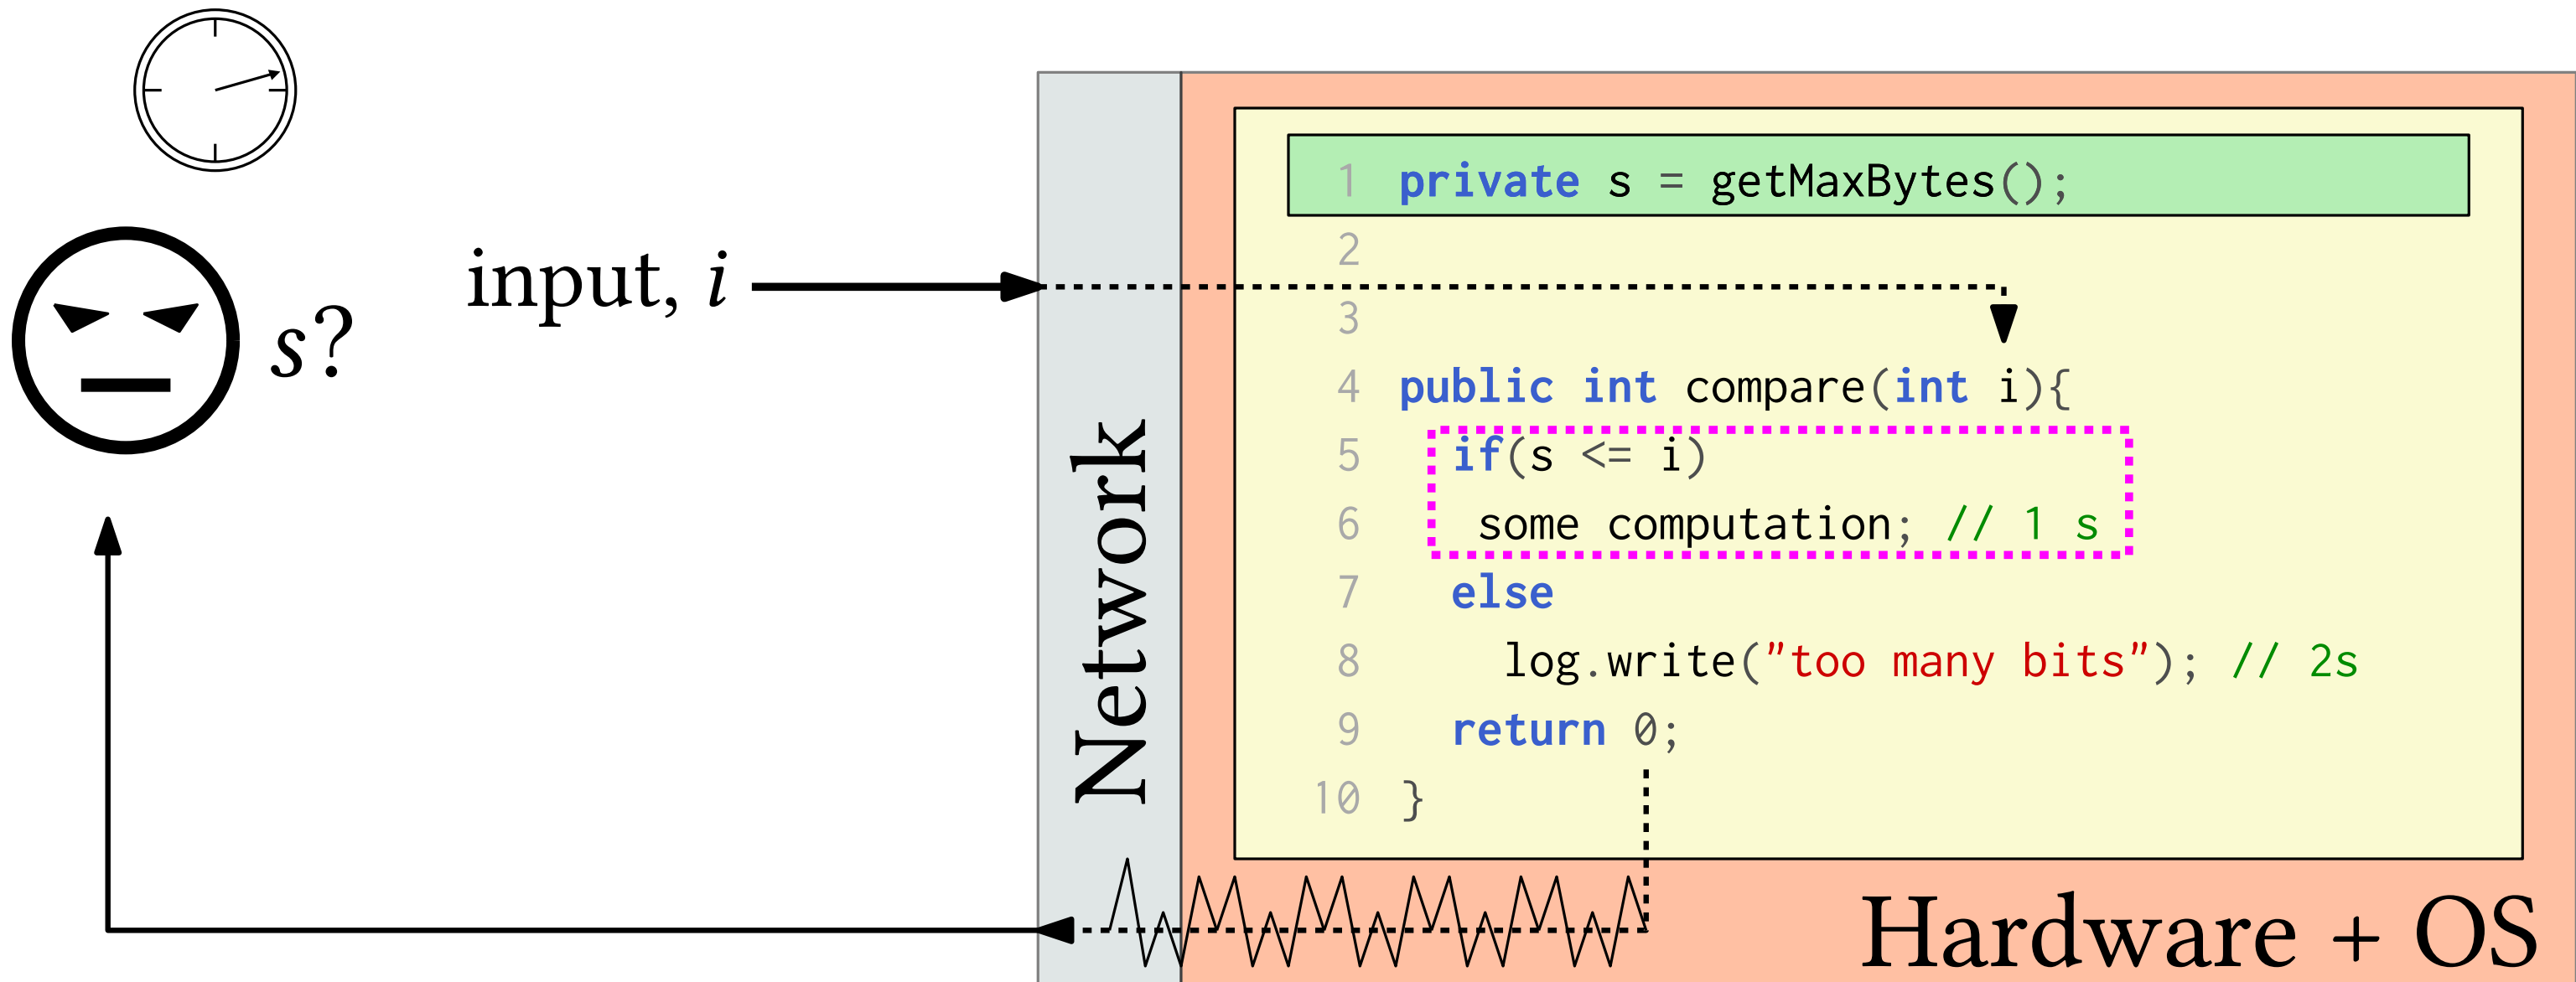 s?
input, i
Network
1 private s = getMaxBytes();
2
3
4 public int compare(int i){
5 if(s <= i)
6 some computation; // 1 s
7 else
8 log.write("too many bits"); // 2s
9 return 0;
10 }
Hardware + OS